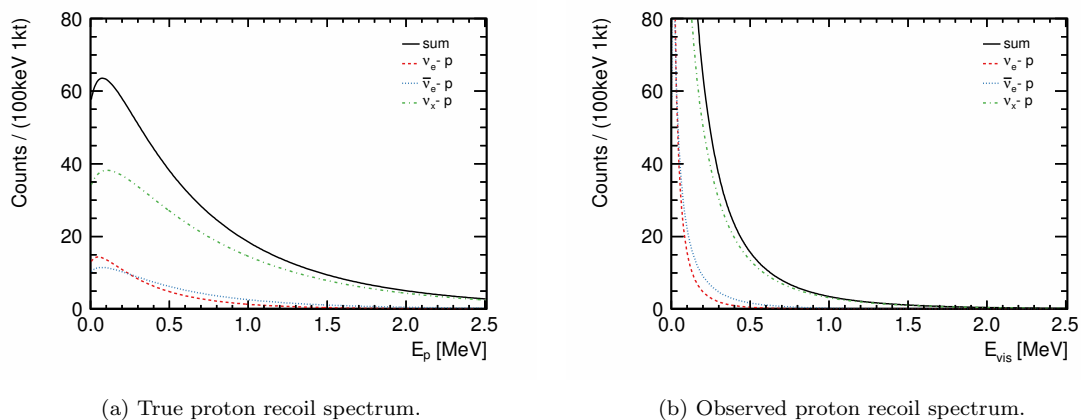 80
60
40
20
0
Counts / (100keV 1kt)
sum
νₑ- p
ν̅ₑ- p
νₓ- p
0.0 0.5 1.0 1.5 2.0 2.5
Eₚ [MeV]
(a) True proton recoil spectrum.
80
60
40
20
0
Counts / (100keV 1kt)
sum
νₑ- p
ν̅ₑ- p
νₓ- p
0.0 0.5 1.0 1.5 2.0 2.5
E_vis [MeV]
(b) Observed proton recoil spectrum.